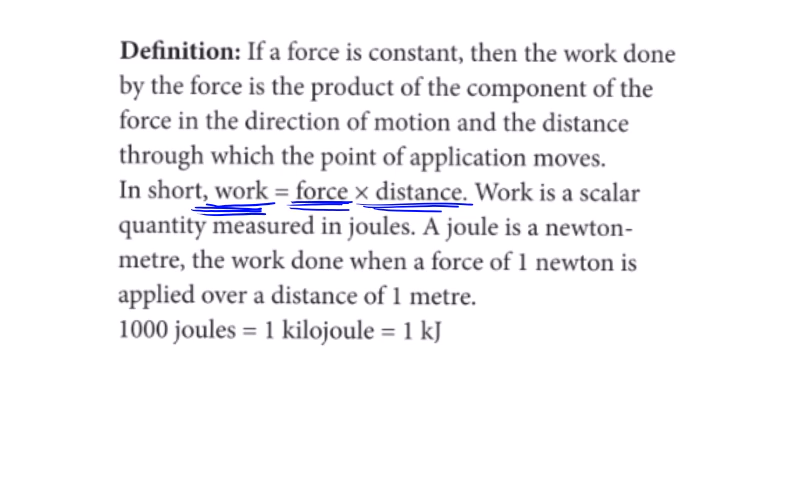 Definition: If a force is constant, then the work done
by the force is the product of the component of the
force in the direction of motion and the distance
through which the point of application moves.
In short, work = force × distance. Work is a scalar
quantity measured in joules. A joule is a newton-
metre, the work done when a force of 1 newton is
applied over a distance of 1 metre.
1000 joules = 1 kilojoule = 1 kJ